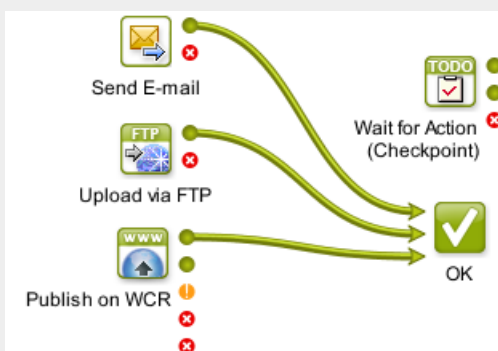 TODO
Send E-mail
Wait for Action
(Checkpoint)
FTP
Upload via FTP
WWW
OK
Publish on WCR